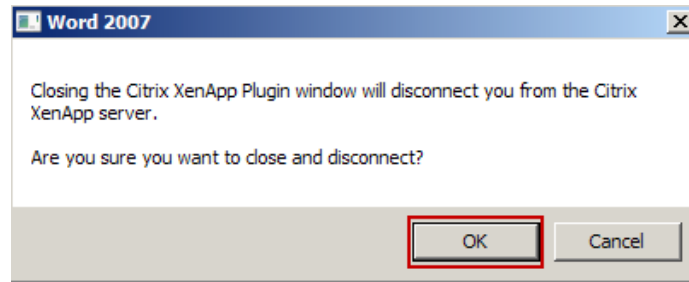 Word 2007
Closing the Citrix XenApp Plugin window will disconnect you from the Citrix
XenApp server.
Are you sure you want to close and disconnect?
OK
Cancel